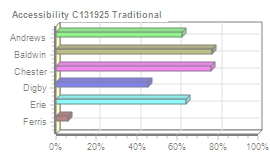 Accessibility C131925 Traditional
Andrews
Baldwin
Chester
Digby
Erie
Ferris
0% 20% 40% 60% 80% 100%